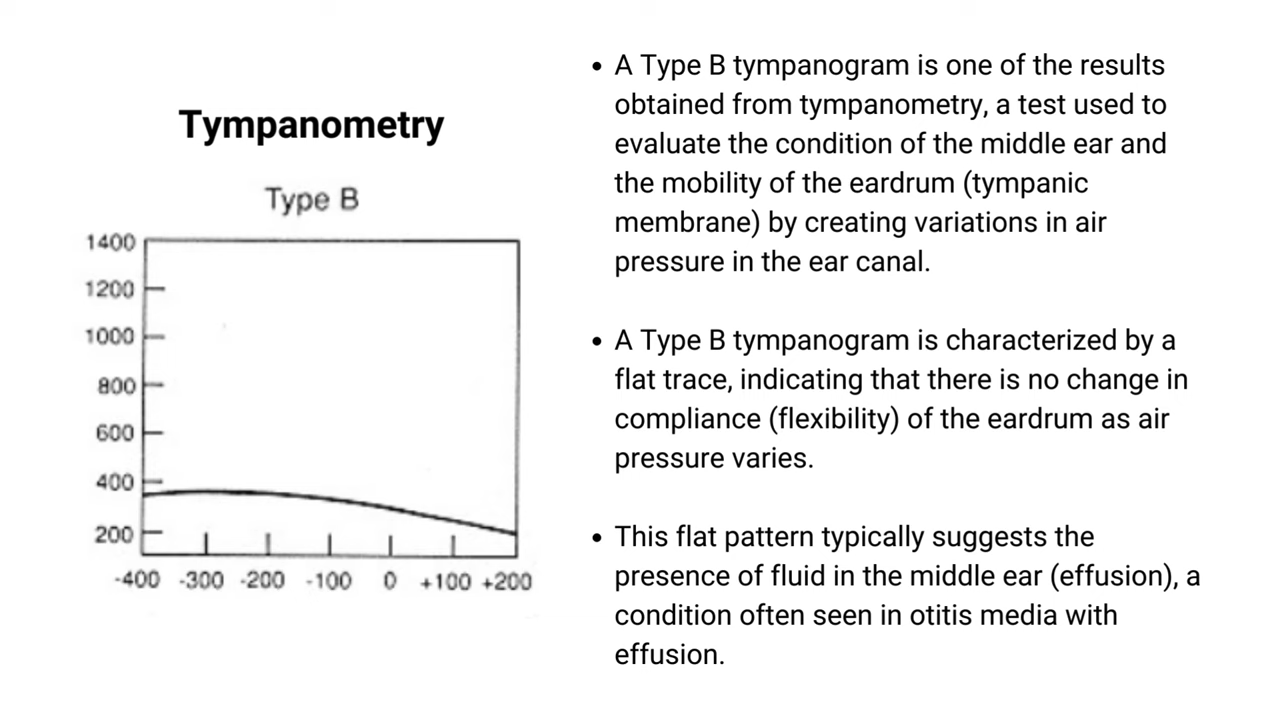 Tympanometry
Type B
1400
1200
1000
800
600
400
200
-400 -300 -200 -100 0 +100 +200
• A Type B tympanogram is one of the results
obtained from tympanometry, a test used to
evaluate the condition of the middle ear and
the mobility of the eardrum (tympanic
membrane) by creating variations in air
pressure in the ear canal.
• A Type B tympanogram is characterized by a
flat trace, indicating that there is no change in
compliance (flexibility) of the eardrum as air
pressure varies.
• This flat pattern typically suggests the
presence of fluid in the middle ear (effusion), a
condition often seen in otitis media with
effusion.